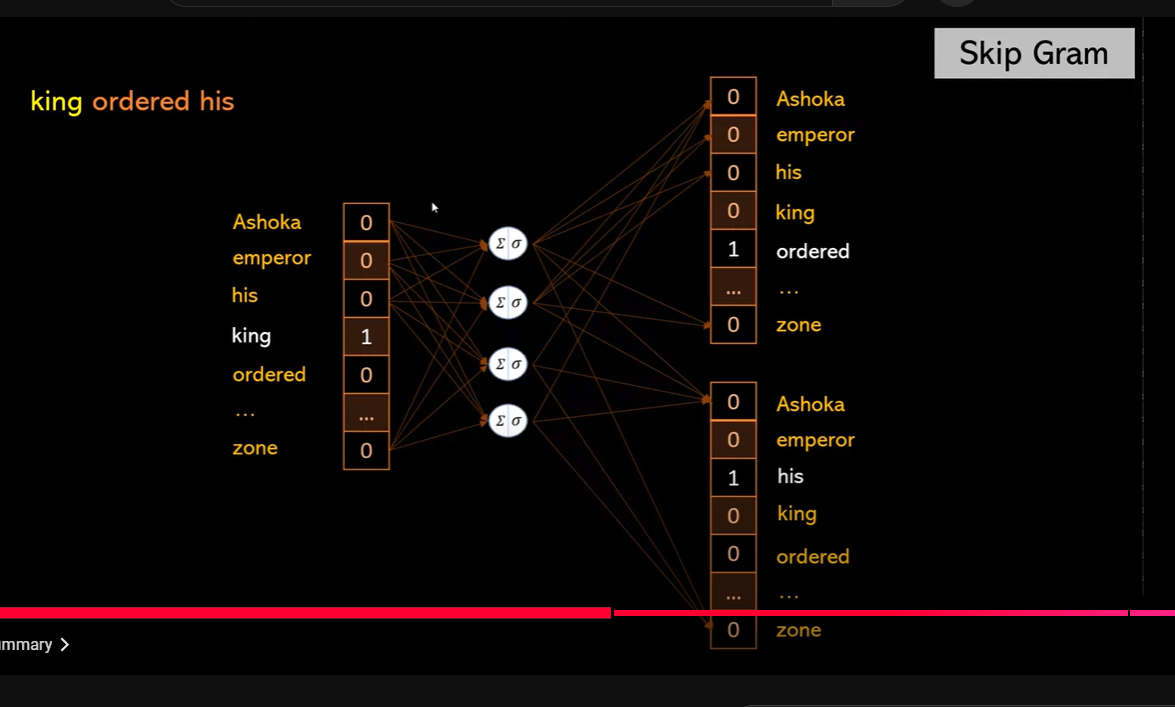 Skip Gram
king ordered his
Ashoka 0
emperor 0
his 0
king 1
ordered 0
... ...
zone 0
Σ σ
Σ σ
Σ σ
Σ σ
0 Ashoka
0 emperor
0 his
0 king
1 ordered
... ...
0 zone
0 Ashoka
0 emperor
1 his
0 king
0 ordered
... ...
0 zone
ummary